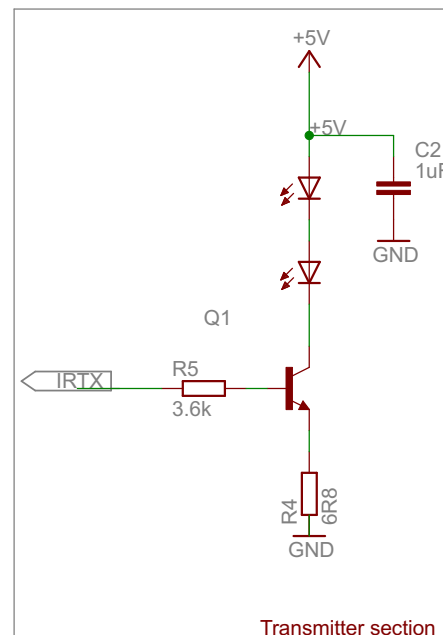 +5V
+5V
C2
1uF
GND
Q1
R5
IRTX
3.6k
R4
6R8
GND
Transmitter section